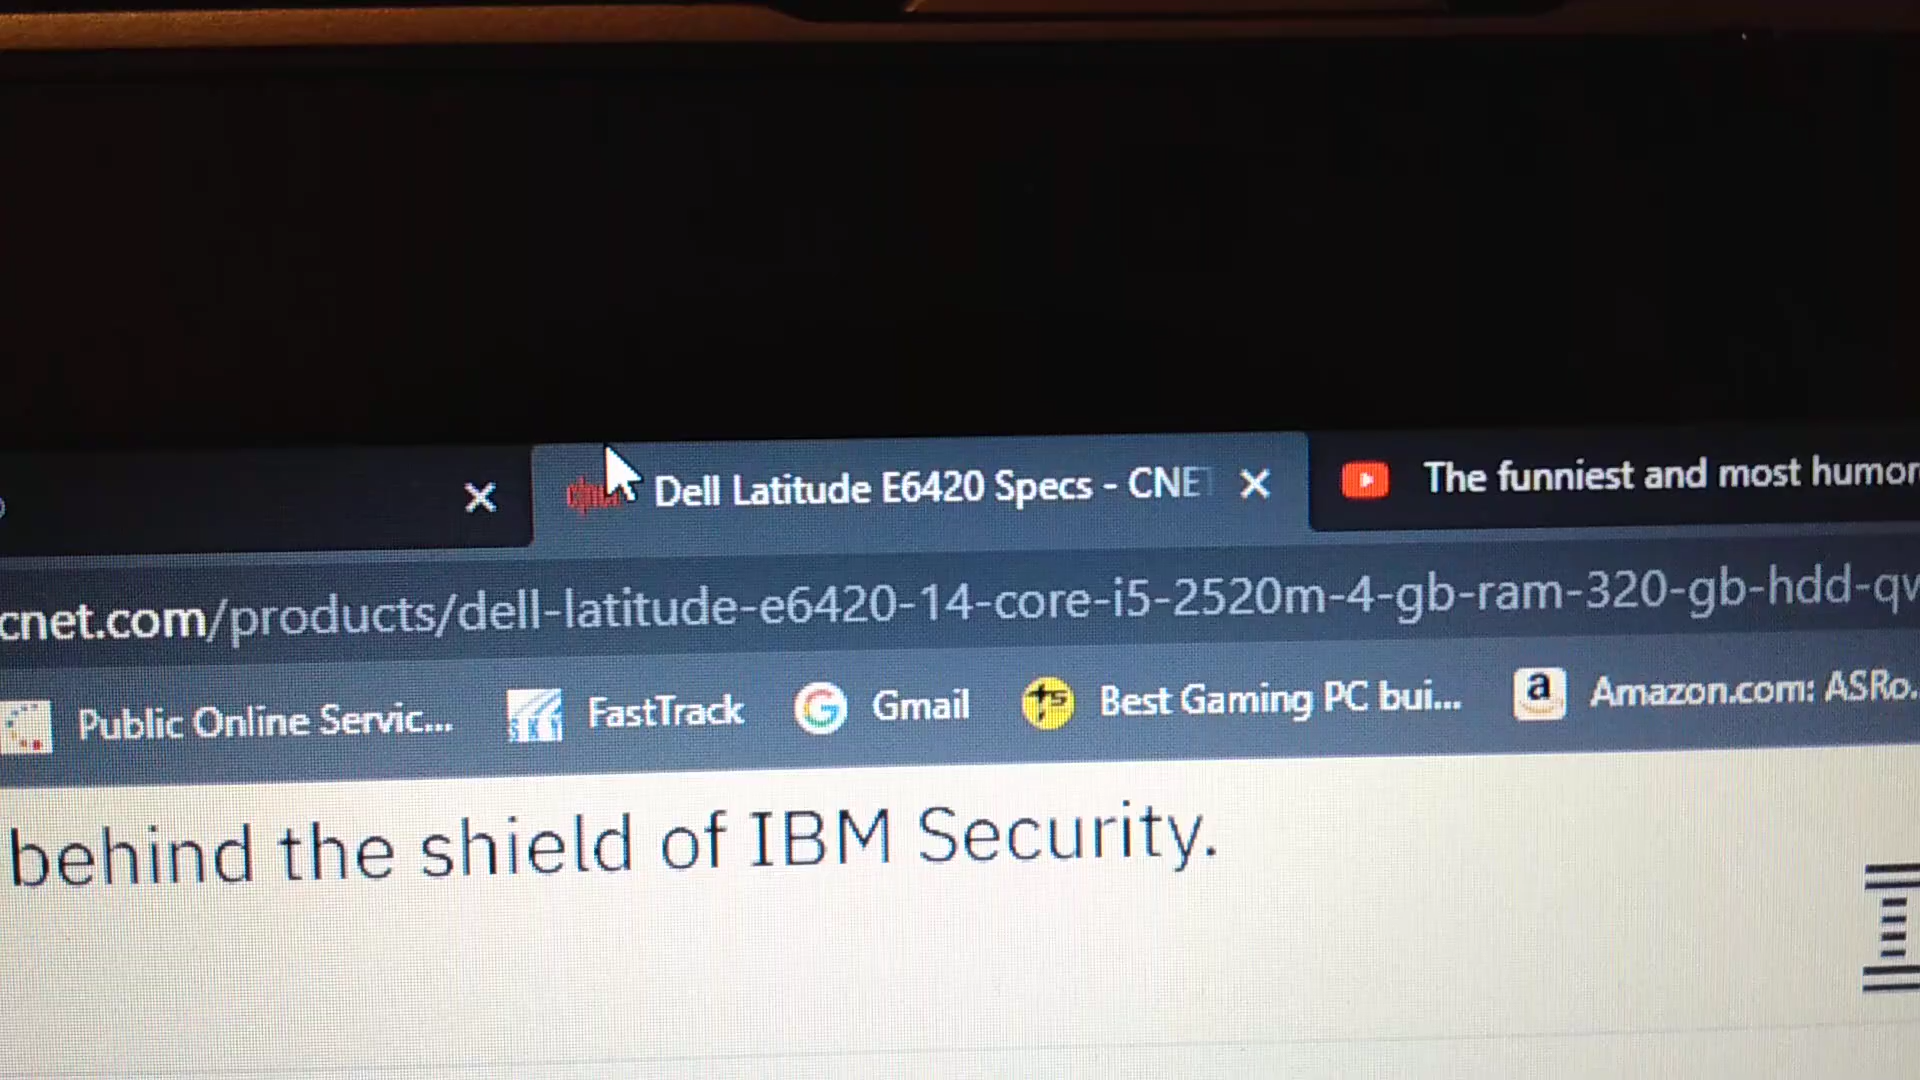 Dell Latitude E6420 Specs - CNET
The funniest and most humor
cnet.com/products/dell-latitude-e6420-14-core-i5-2520m-4-gb-ram-320-gb-hdd-qw
Public Online Servic...
FastTrack
Gmail
Best Gaming PC bui...
Amazon.com: ASRo.
behind the shield of IBM Security.